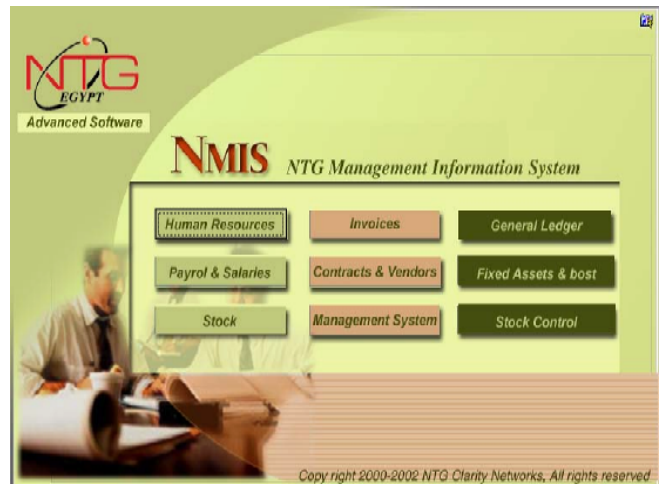 NTG
EGYPT
Advanced Software
NMIS NTG Management Information System
Human Resources Invoices General Ledger
Payrol & Salaries Contracts & Vendors Fixed Assets & bost
Stock Management System Stock Control
Copy right 2000-2002 NTG Clarity Networks, All rights reserved